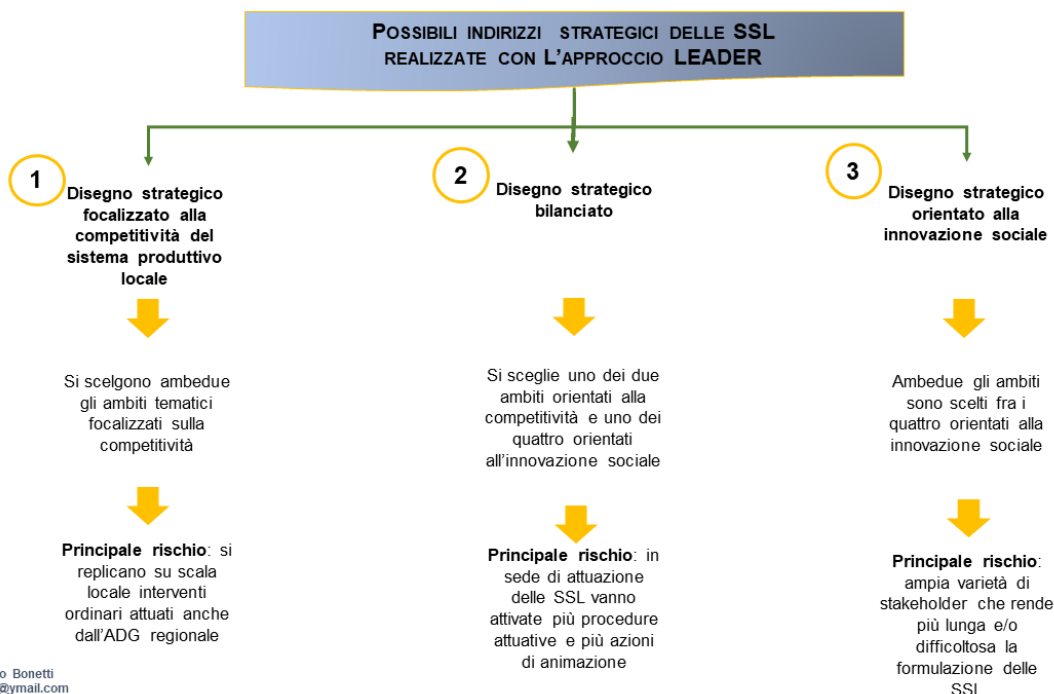 POSSIBILI INDIRIZZI STRATEGICI DELLE SSL
REALIZZATE CON L'APPROCCIO LEADER
1
Disegno strategico
focalizzato alla
competitività del
sistema produttivo
locale
Si scelgono ambedue
gli ambiti tematici
focalizzati sulla
competitività
Principale rischio: si
replicano su scala
locale interventi
ordinari attuati anche
dall'ADG regionale
2
Disegno strategico
bilanciato
Si sceglie uno dei due
ambiti orientati alla
competitività e uno dei
quattro orientati
all'innovazione sociale
Principale rischio: in
sede di attuazione
delle SSL vanno
attivate più procedure
attuative e più azioni
di animazione
3
Disegno strategico
orientato alla
innovazione sociale
Ambedue gli ambiti
sono scelti fra i
quattro orientati alla
innovazione sociale
Principale rischio:
ampia varietà di
stakeholder che rende
più lunga e/o
difficoltosa la
formulazione delle
SSL
o Bonetti
@ymail.com